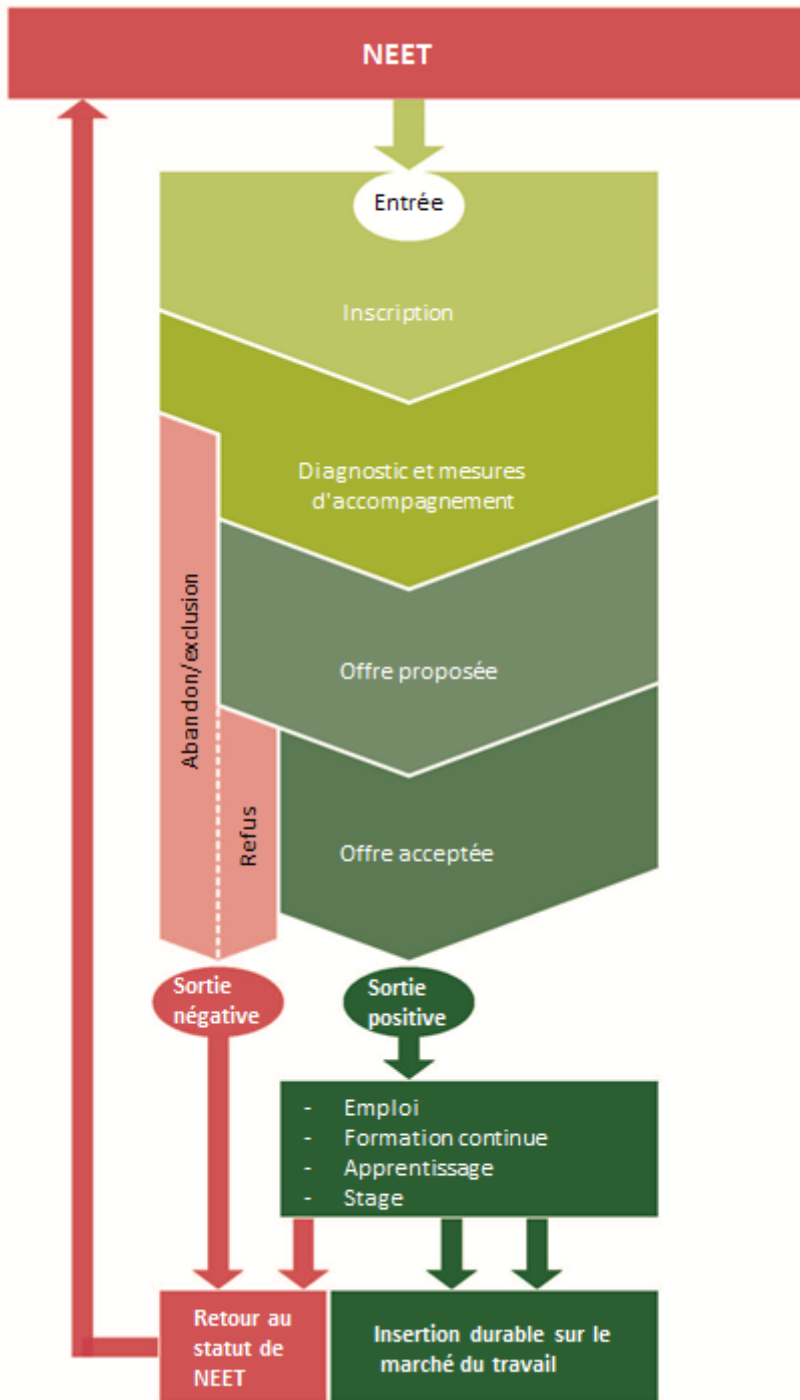 NEET
Entrée
Inscription
Diagnostic et mesures
d'accompagnement
Abandon/exclusion
Offre proposée
Refus
Offre acceptée
Sortie
négative
Sortie
positive
- Emploi
- Formation continue
- Apprentissage
- Stage
Retour au
statut de
NEET
Insertion durable sur le
marché du travail